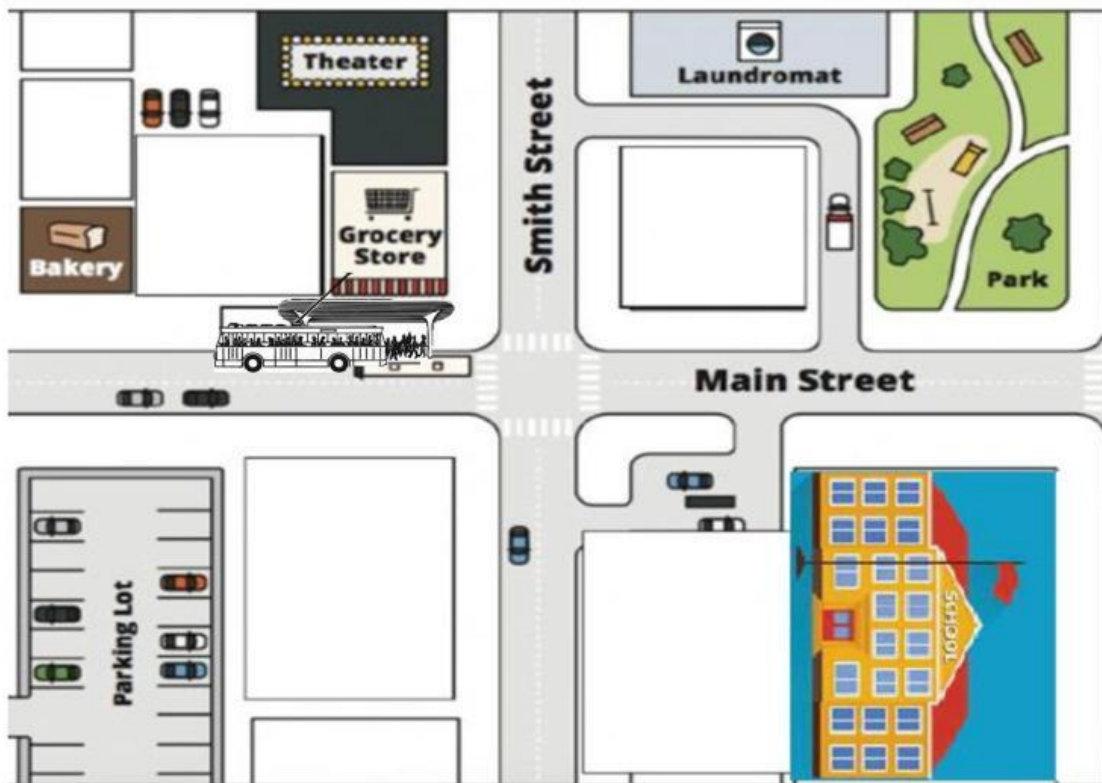 Theater
Laundromat
Smith Street
Grocery
Store
Bakery
Park
Main Street
Parking Lot
SCHOOL